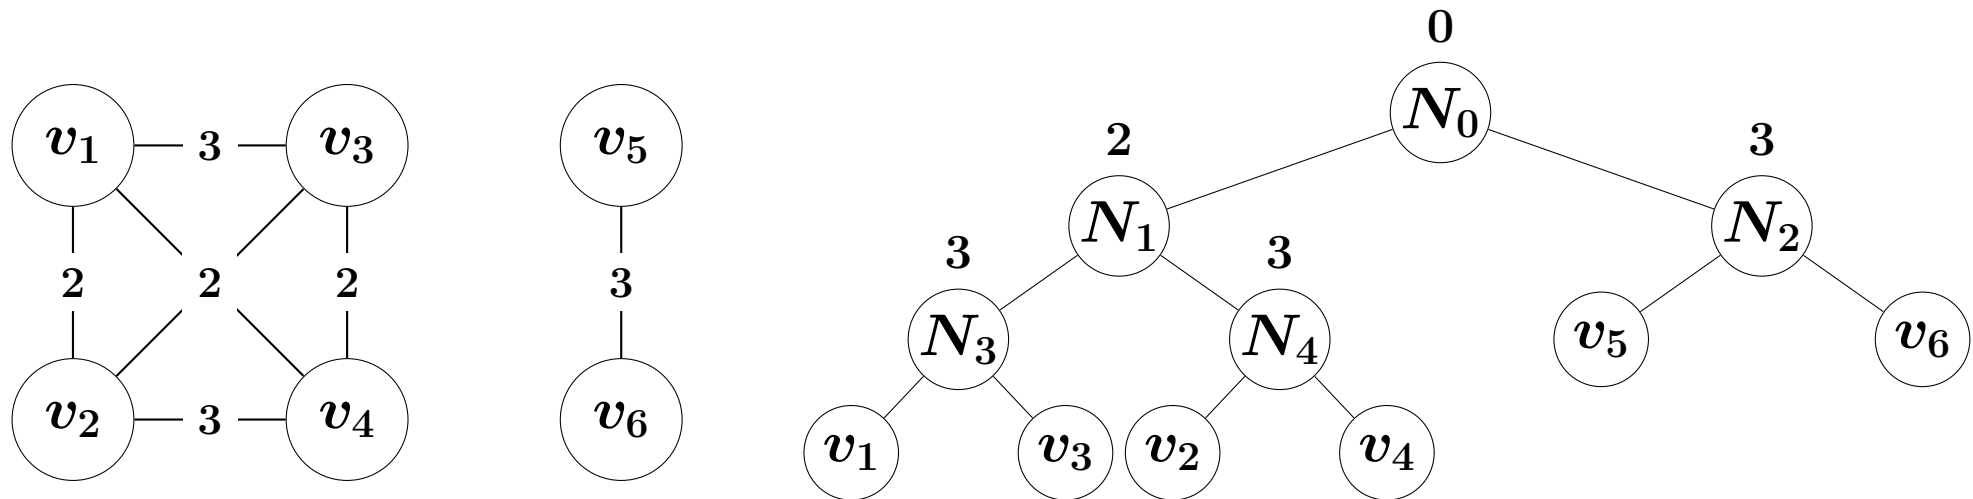 0
N₀
2
3
v₁ 3 v₃
v₅
N₁
N₂
3
3
2 2 2
3
N₃
N₄
v₅
v₆
v₂ 3 v₄
v₆
v₁
v₃
v₂
v₄